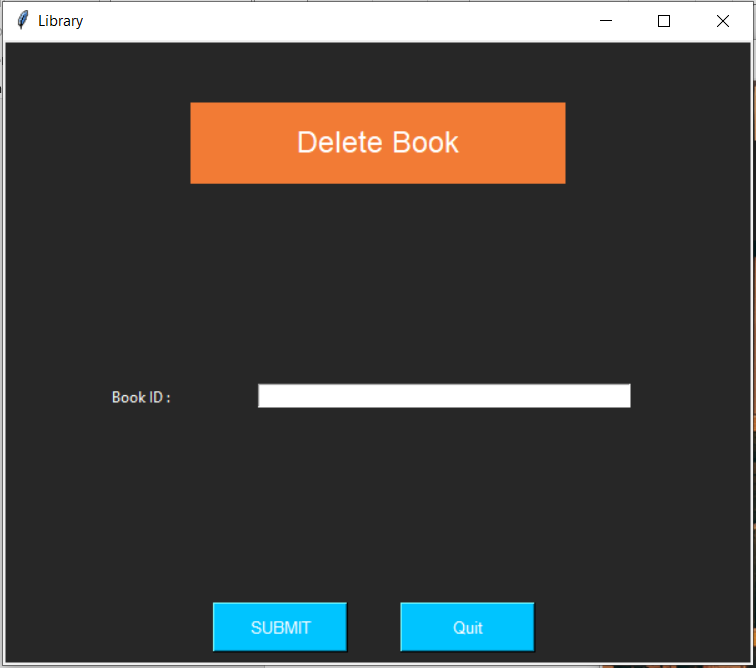 Library
Delete Book
Book ID :
SUBMIT
Quit